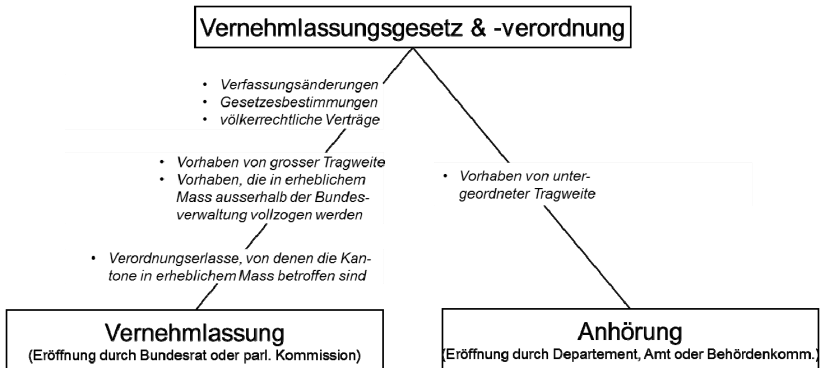 Vernehmlassungsgesetz & -verordnung
• Verfassungsänderungen
• Gesetzesbestimmungen
• völkerrechtliche Verträge
• Vorhaben von grosser Tragweite
• Vorhaben, die in erheblichem
Mass ausserhalb der Bundes-
verwaltung vollzogen werden
• Vorhaben von unter-
geordneter Tragweite
• Verordnungserlasse, von denen die Kan-
tone in erheblichem Mass betroffen sind
Vernehmlassung
(Eröffnung durch Bundesrat oder parl. Kommission)
Anhörung
(Eröffnung durch Departement, Amt oder Behördenkomm.)